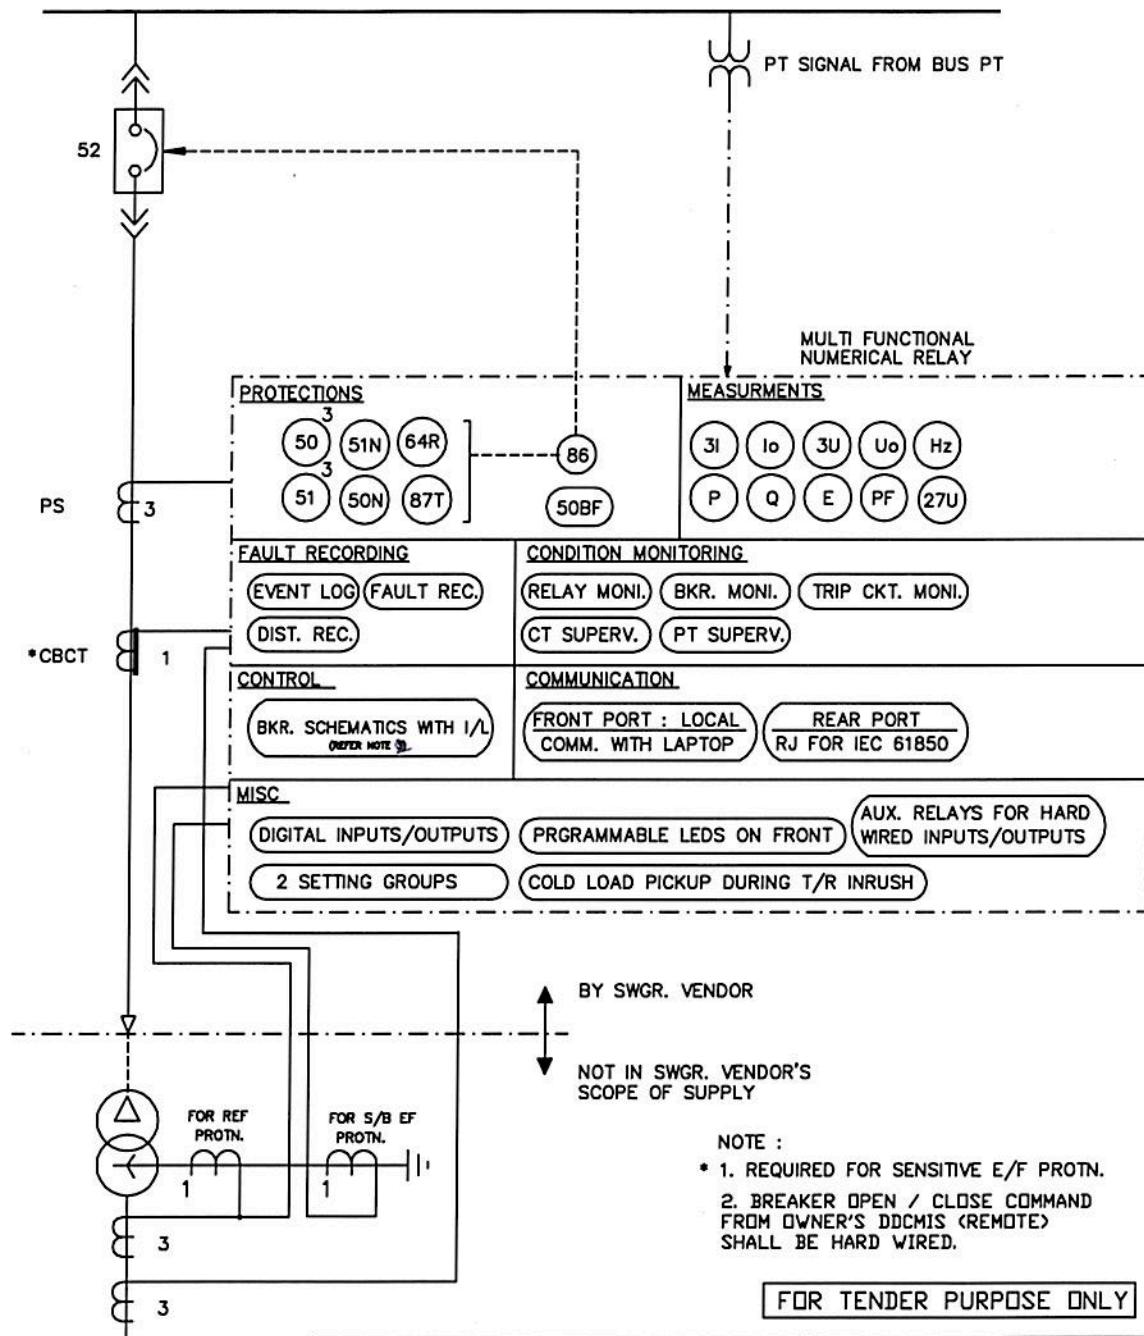 PT SIGNAL FROM BUS PT
52
MULTI FUNCTIONAL
NUMERICAL RELAY
PROTECTIONS
3
50
51N
64R
3
51
50N
87T
86
50BF
MEASURMENTS
3I
Io
3U
Uo
Hz
P
Q
E
PF
27U
PS
3
FAULT RECORDING
EVENT LOG
FAULT REC.
DIST. REC.
CONDITION MONITORING
RELAY MONI.
BKR. MONI.
TRIP CKT. MONI.
CT SUPERV.
PT SUPERV.
*CBCT
1
CONTROL
BKR. SCHEMATICS WITH I/L
(REFER NOTE
COMMUNICATION
FRONT PORT : LOCAL
COMM. WITH LAPTOP
REAR PORT
RJ FOR IEC 61850
MISC
DIGITAL INPUTS/OUTPUTS
PRGRAMMABLE LEDS ON FRONT
AUX. RELAYS FOR HARD
WIRED INPUTS/OUTPUTS
2 SETTING GROUPS
COLD LOAD PICKUP DURING T/R INRUSH
BY SWGR. VENDOR
NOT IN SWGR. VENDOR'S
SCOPE OF SUPPLY
FOR REF
PROTN.
1
FOR S/B EF
PROTN.
1
3
3
NOTE :
* 1. REQUIRED FOR SENSITIVE E/F PROTN.
2. BREAKER OPEN / CLOSE COMMAND
FROM OWNER'S DDCMIS (REMOTE)
SHALL BE HARD WIRED.
FOR TENDER PURPOSE ONLY